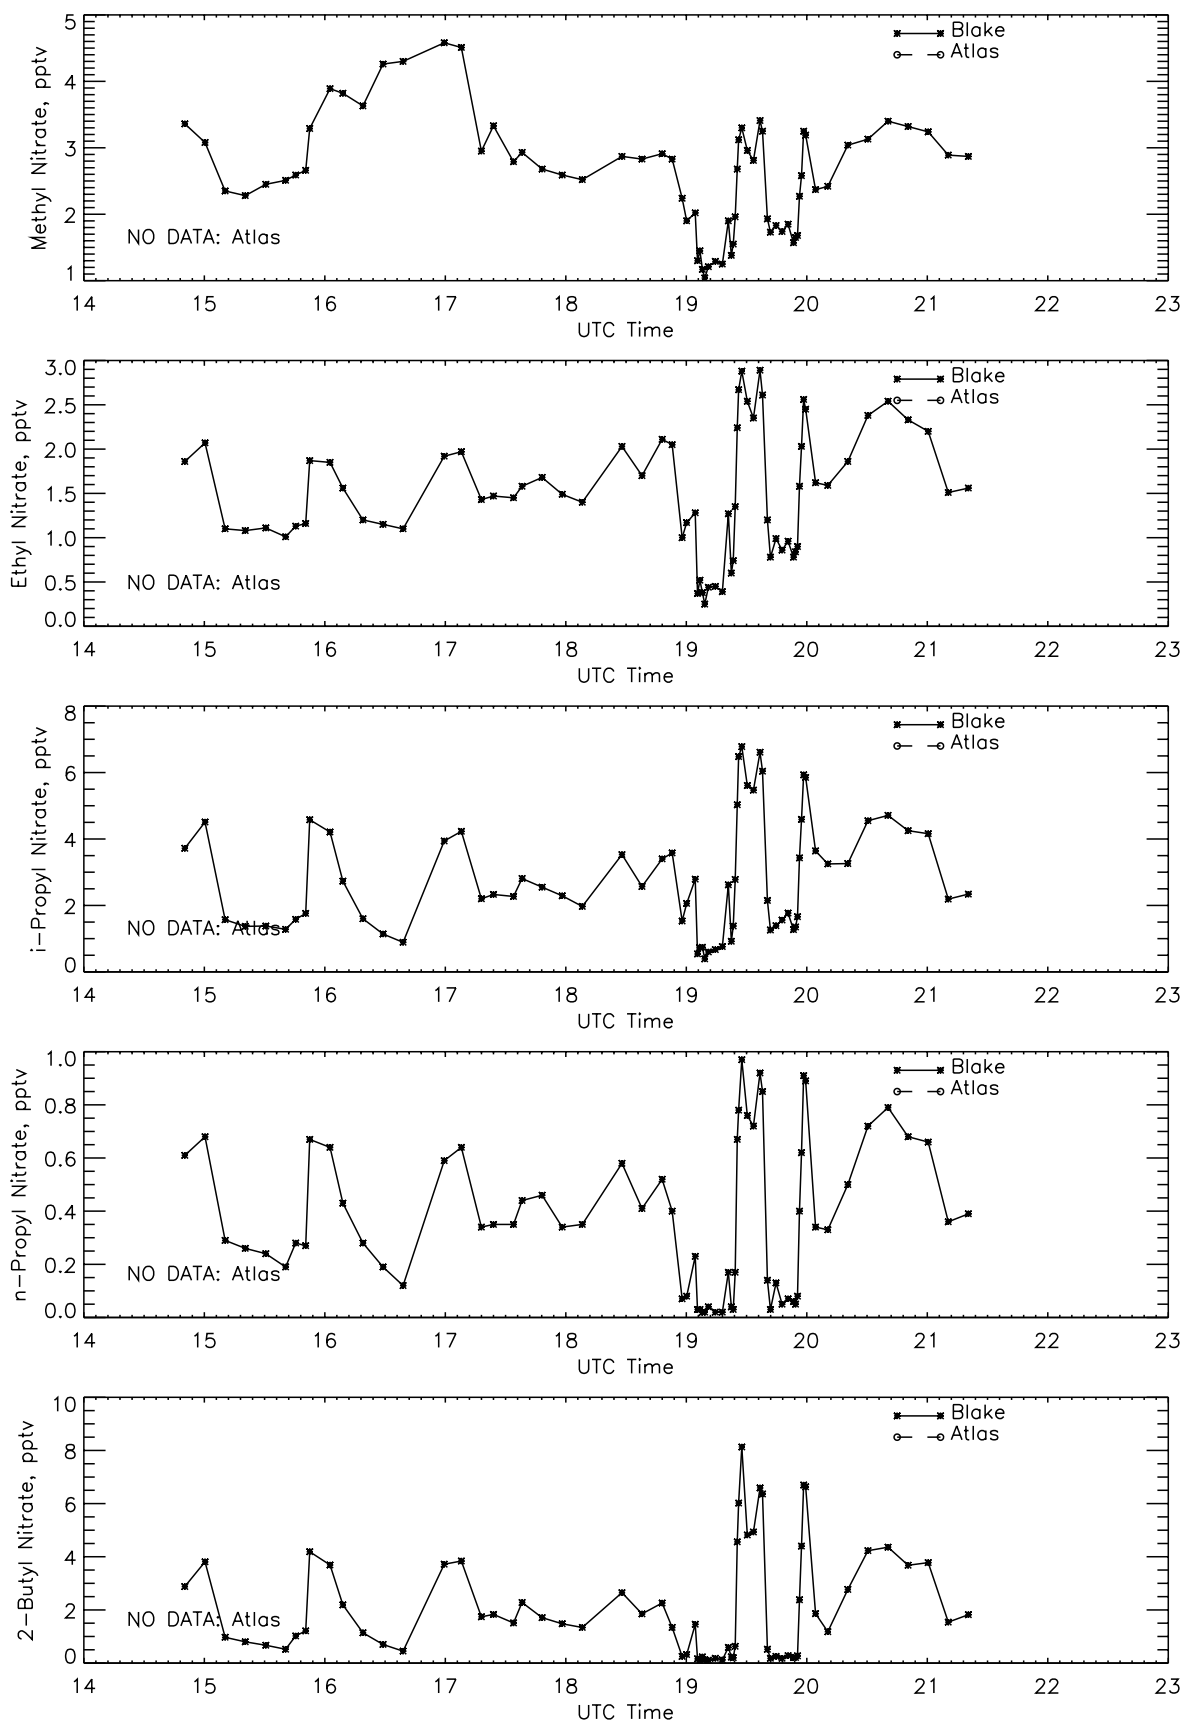 Methyl Nitrate, pptv
5
4
3
2
1
Blake
Atlas
NO DATA: Atlas
14 15 16 17 18 19 20 21 22 23
UTC Time
Ethyl Nitrate, pptv
3.0
2.5
2.0
1.5
1.0
0.5
0.0
Blake
Atlas
NO DATA: Atlas
14 15 16 17 18 19 20 21 22 23
UTC Time
i-Propyl Nitrate, pptv
8
6
4
2
0
Blake
Atlas
NO DATA: Atlas
14 15 16 17 18 19 20 21 22 23
UTC Time
n-Propyl Nitrate, pptv
1.0
0.8
0.6
0.4
0.2
0.0
Blake
Atlas
NO DATA: Atlas
14 15 16 17 18 19 20 21 22 23
UTC Time
2-Butyl Nitrate, pptv
10
8
6
4
2
0
Blake
Atlas
NO DATA: Atlas
14 15 16 17 18 19 20 21 22 23
UTC Time